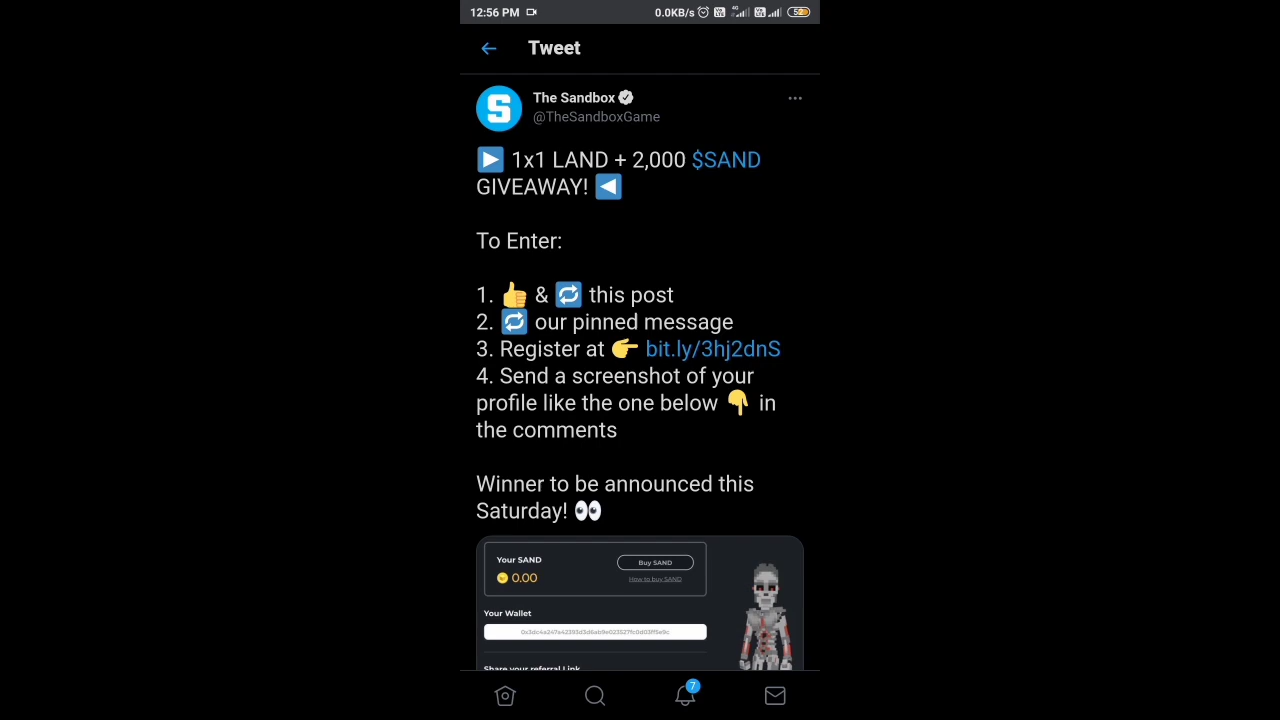 12:56 PM 0.0KB/s 4G 52
Tweet
The Sandbox
@TheSandboxGame
▶️ 1x1 LAND + 2,000 $SAND
GIVEAWAY! ◀️
To Enter:
1. 👍 & 🔁 this post
2. 🔁 our pinned message
3. Register at 👉 bit.ly/3hj2dnS
4. Send a screenshot of your
profile like the one below 👇 in
the comments
Winner to be announced this
Saturday! 👀
Your SAND
Buy SAND
0.00
How to buy SAND
Your Wallet
Share your referral Link
7